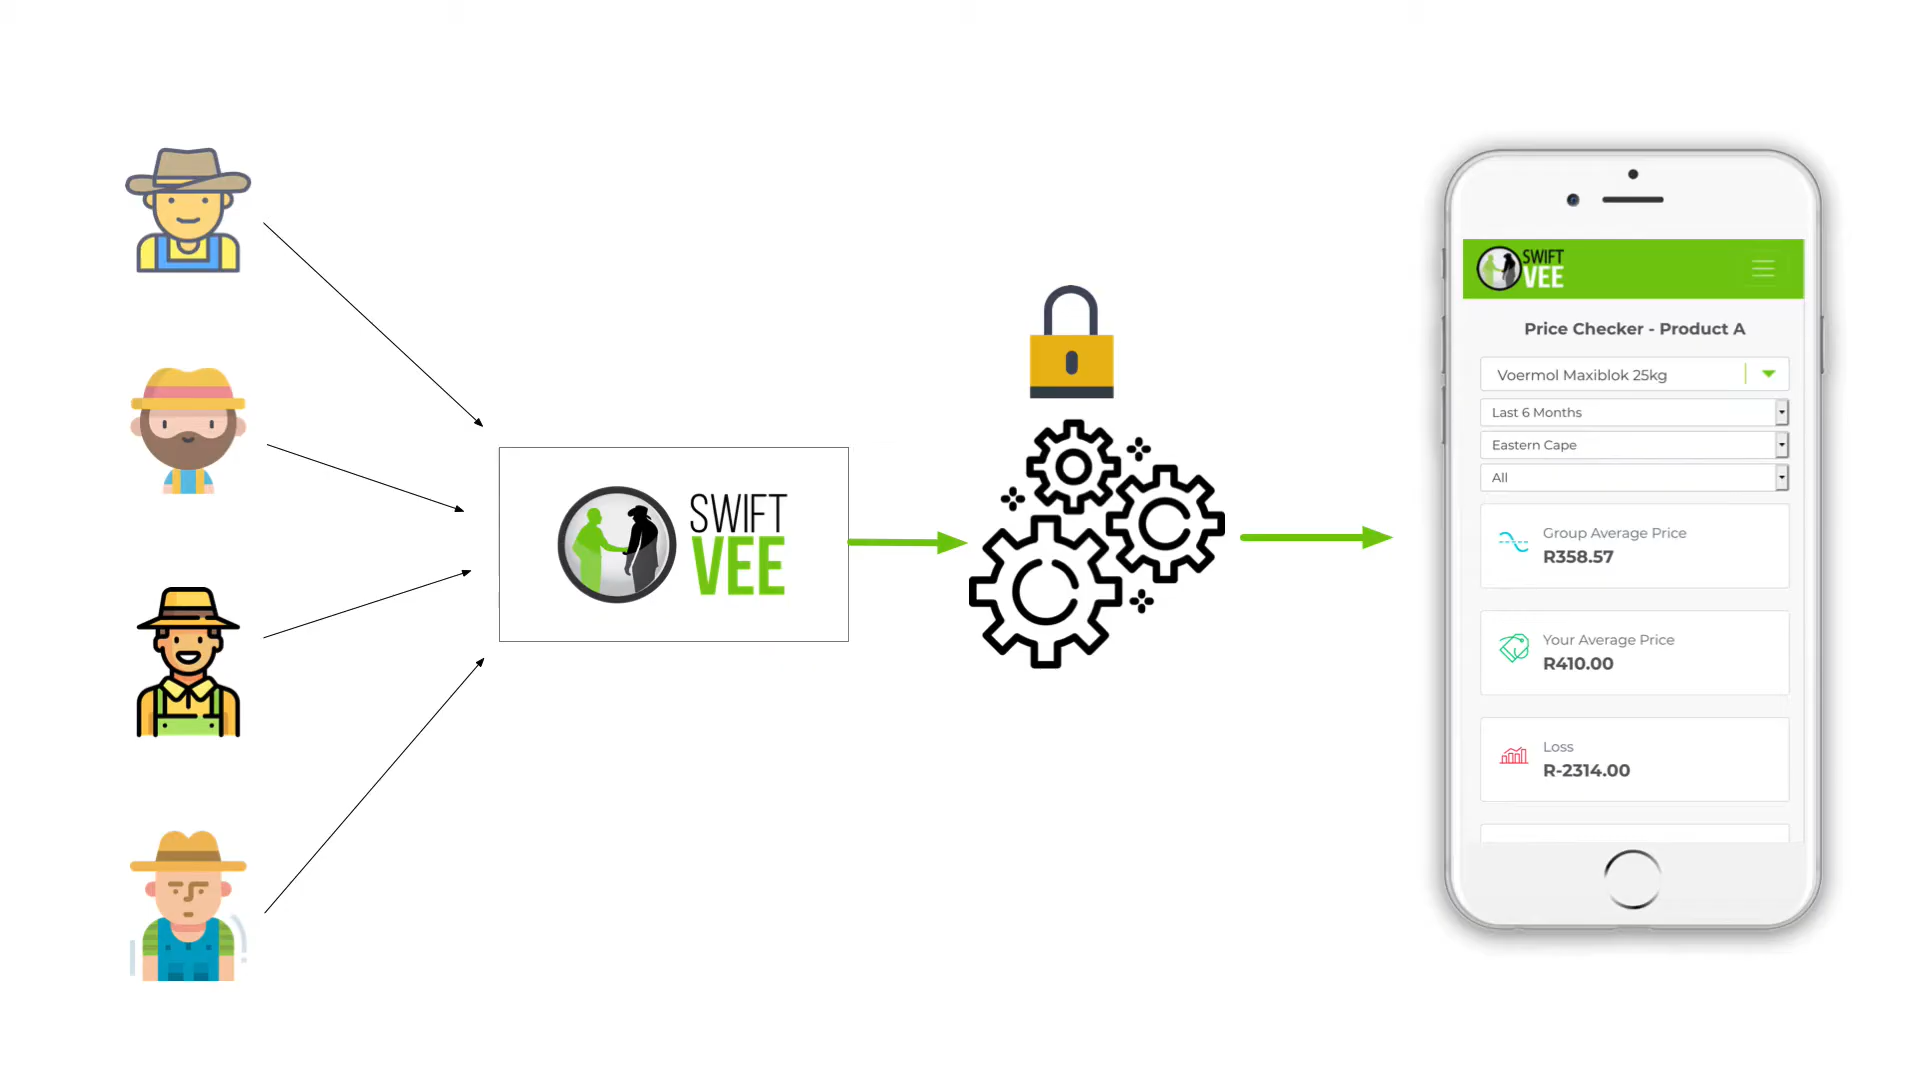 SWIFT
VEE
SWIFT
VEE
Price Checker - Product A
Voermol Maxiblok 25kg
Last 6 Months
Eastern Cape
All
Group Average Price
R358.57
Your Average Price
R410.00
Loss
R-2314.00